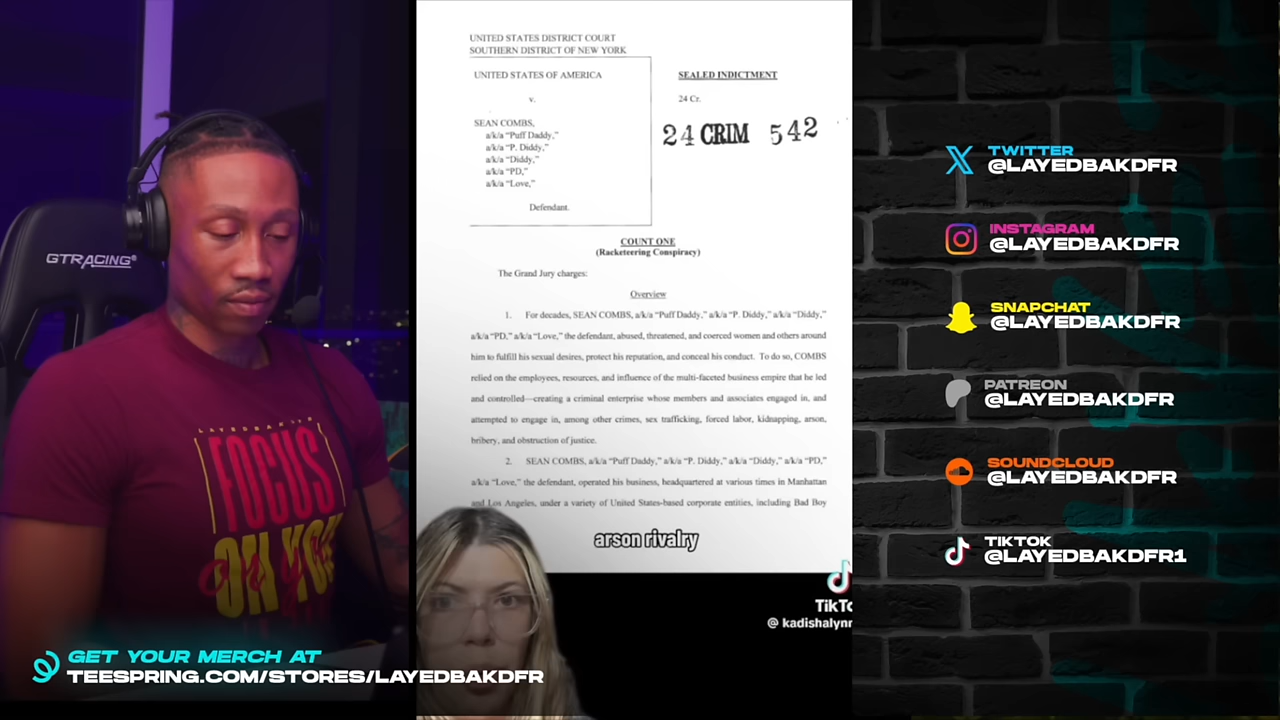 GTRACING
LAYEDBAKDFR
FOCUS
ON YOU
GET YOUR MERCH AT
TEESPRING.COM/STORES/LAYEDBAKDFR
UNITED STATES DISTRICT COURT
SOUTHERN DISTRICT OF NEW YORK
UNITED STATES OF AMERICA
v.
SEAN COMBS,
a/k/a “Puff Daddy,”
a/k/a “P. Diddy,”
a/k/a “Diddy,”
a/k/a “PD,”
a/k/a “Love,”
Defendant.
SEALED INDICTMENT
24 Cr.
24 CRIM 542
COUNT ONE
(Racketeering Conspiracy)
The Grand Jury charges:
Overview
1. For decades, SEAN COMBS, a/k/a “Puff Daddy,” a/k/a “P. Diddy,” a/k/a “Diddy,”
a/k/a “PD,” a/k/a “Love,” the defendant, abused, threatened, and coerced women and others around
him to fulfill his sexual desires, protect his reputation, and conceal his conduct. To do so, COMBS
relied on the employees, resources, and influence of the multi-faceted business empire that he led
and controlled—creating a criminal enterprise whose members and associates engaged in, and
attempted to engage in, among other crimes, sex trafficking, forced labor, kidnapping, arson,
bribery, and obstruction of justice.
2. SEAN COMBS, a/k/a “Puff Daddy,” a/k/a “P. Diddy,” a/k/a “Diddy,” a/k/a “PD,”
a/k/a “Love,” the defendant, operated his business, headquartered at various times in Manhattan
and Los Angeles, under a variety of United States-based corporate entities, including Bad Boy
arson rivalry
TikTo
@ kadishalynn
TWITTER
@LAYEDBAKDFR
INSTAGRAM
@LAYEDBAKDFR
SNAPCHAT
@LAYEDBAKDFR
PATREON
@LAYEDBAKDFR
SOUNDCLOUD
@LAYEDBAKDFR
TIKTOK
@LAYEDBAKDFR1